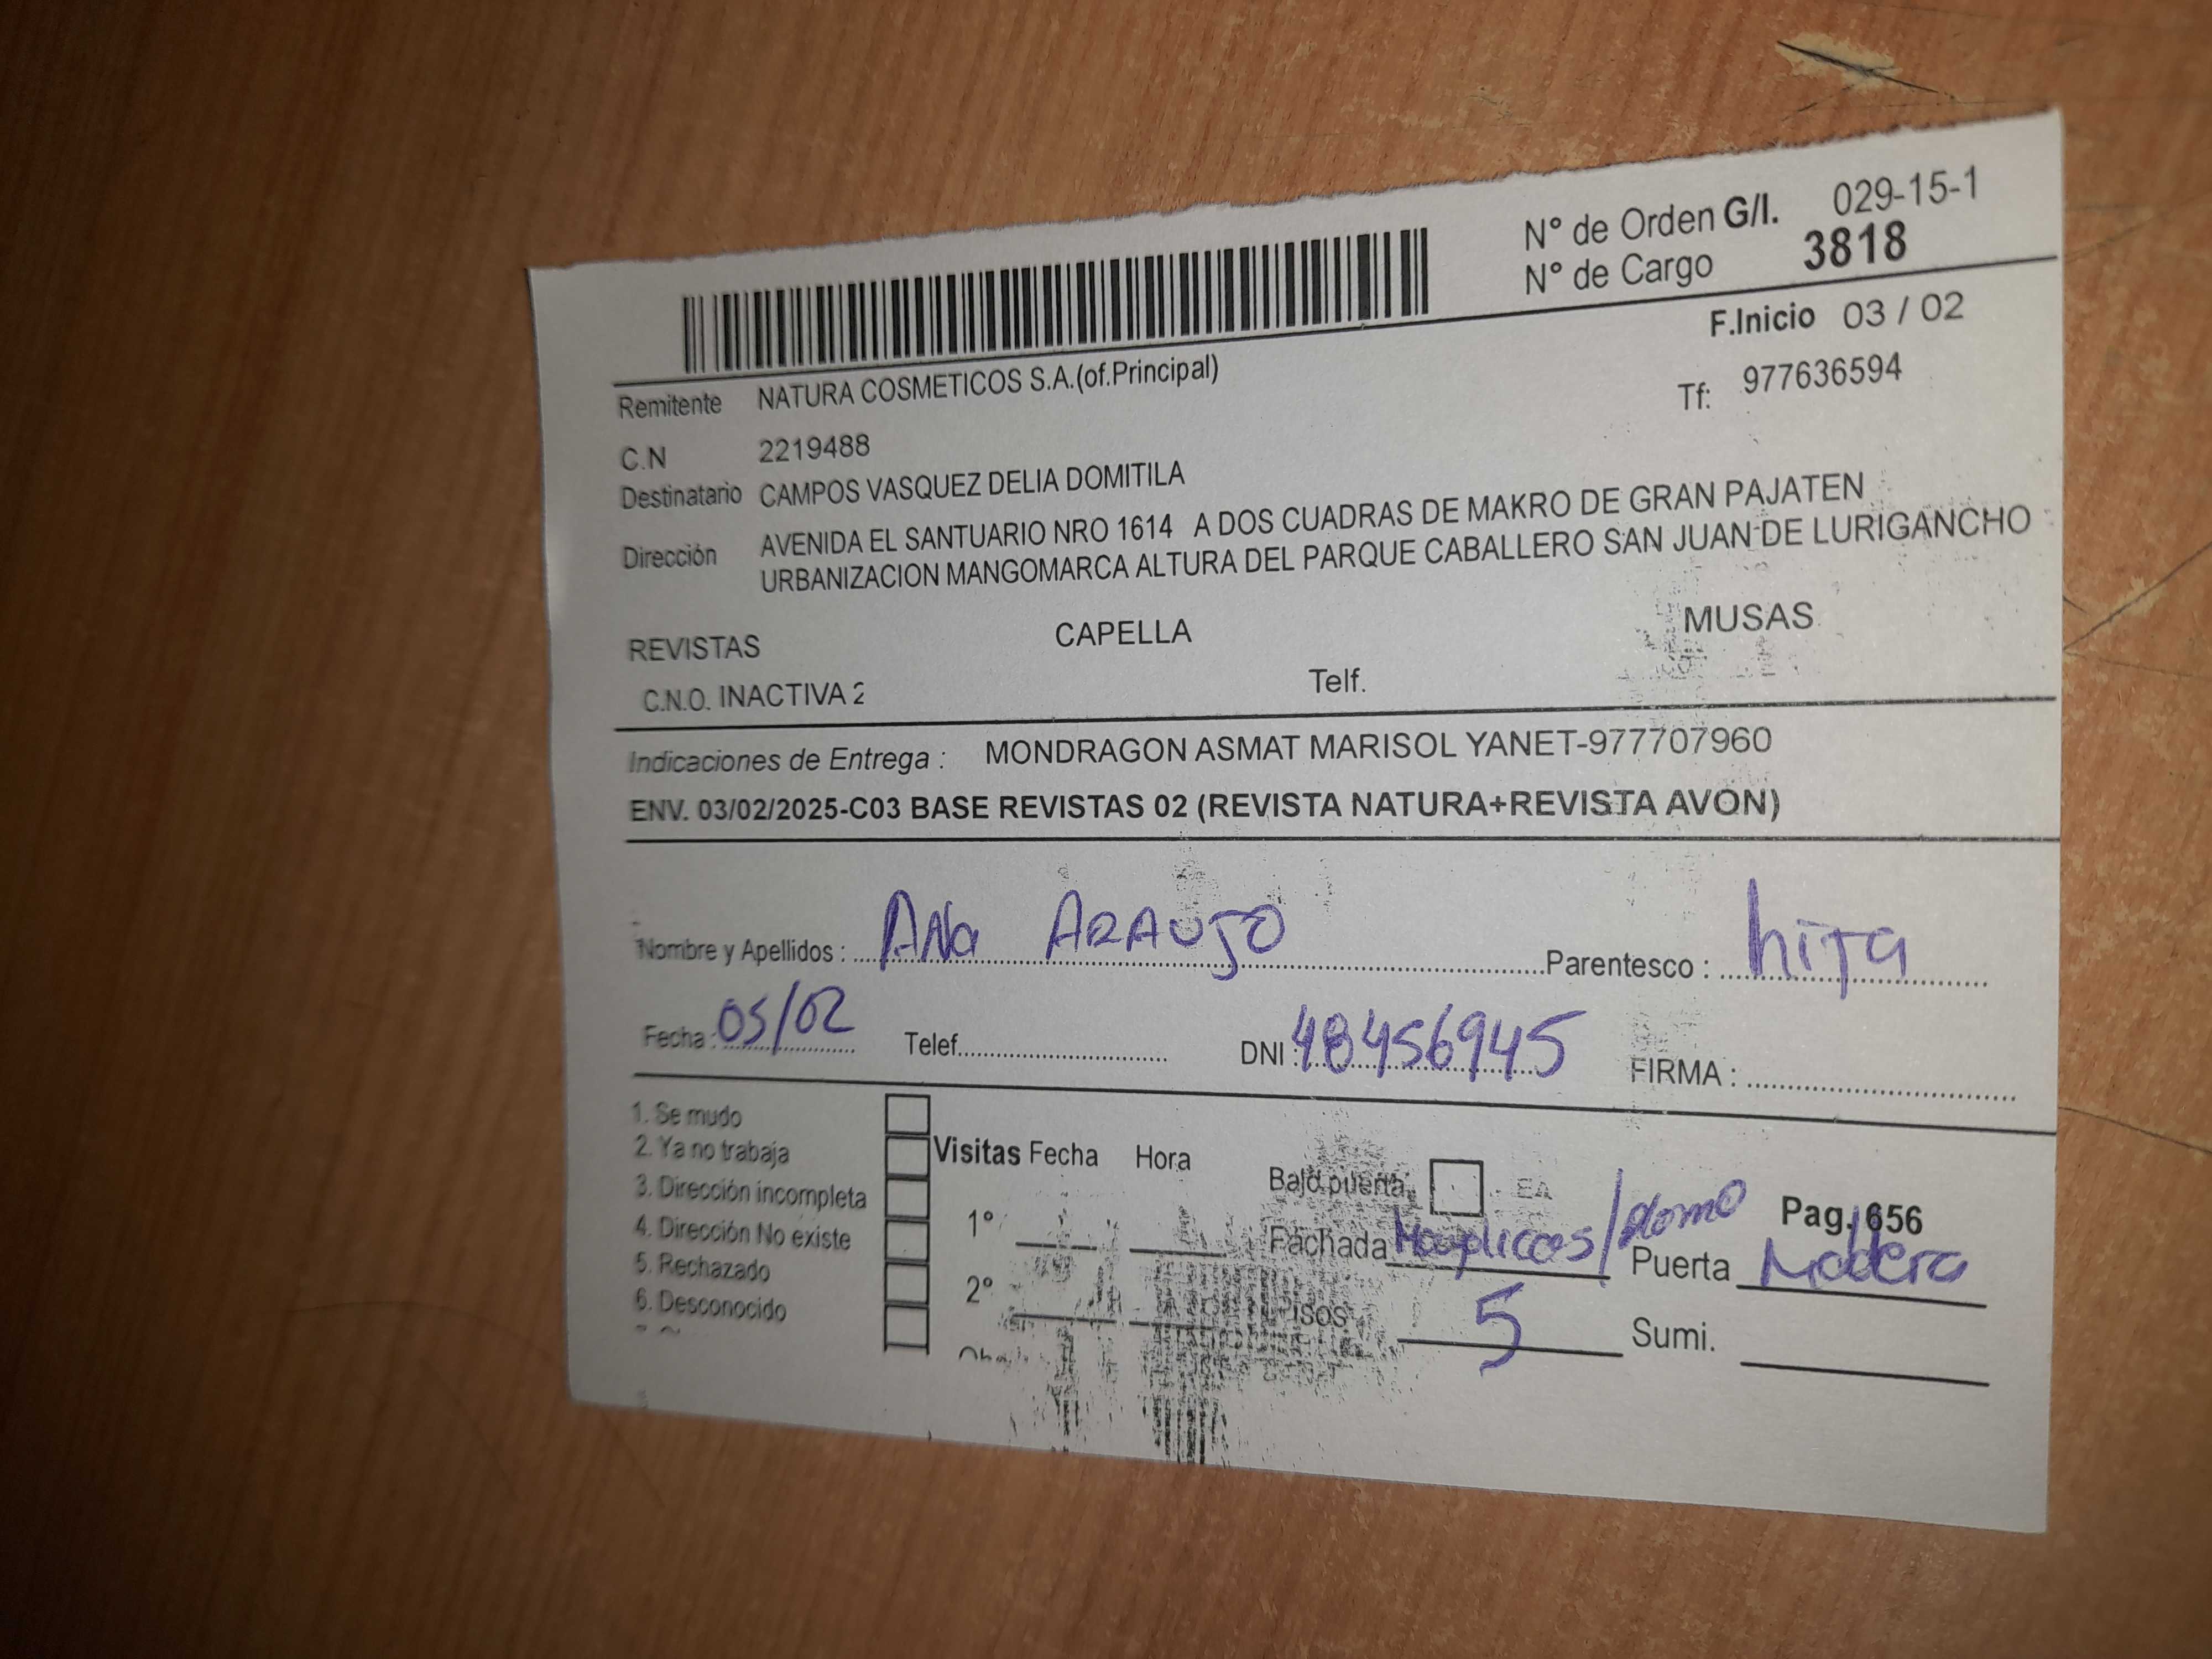 Nº de Orden G/I. 029-15-1
Nº de Cargo 3818
F.Inicio 03 / 02
Remitente NATURA COSMETICOS S.A.(of.Principal)
Tf: 977636594
C.N 2219488
Destinatario CAMPOS VASQUEZ DELIA DOMITILA
Dirección AVENIDA EL SANTUARIO NRO 1614 A DOS CUADRAS DE MAKRO DE GRAN PAJATEN
URBANIZACION MANGOMARCA ALTURA DEL PARQUE CABALLERO SAN JUAN DE LURIGANCHO
REVISTAS CAPELLA MUSAS
C.N.O. INACTIVA 2 Telf.
Indicaciones de Entrega : MONDRAGON ASMAT MARISOL YANET-977707960
ENV. 03/02/2025-C03 BASE REVISTAS 02 (REVISTA NATURA+REVISTA AVON)
Nombre y Apellidos : ANa ARAUJO Parentesco : hiJa
Fecha : 05/02 Telef. DNI : 48456945 FIRMA :
1. Se mudo
2. Ya no trabaja
3. Dirección incompleta
4. Dirección No existe
5. Rechazado
6. Desconocido
Visitas Fecha Hora
1º
2º
Bajo puerta EA
Pag. 656
Fachada Puerta Madera
Pisos 5 Sumi.